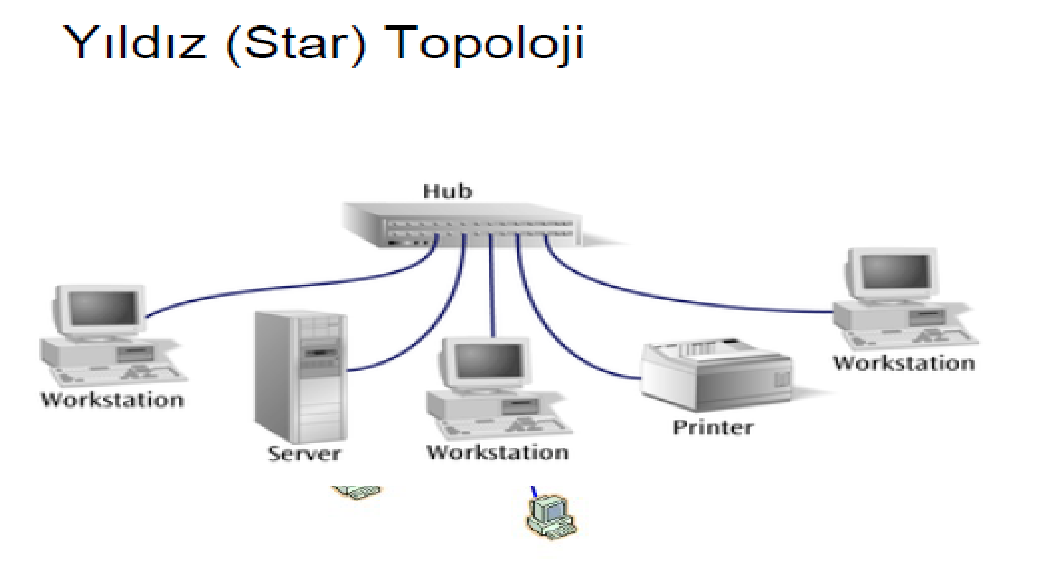 Yıldız (Star) Topoloji
Hub
Workstation
Workstation
Printer
Server
Workstation